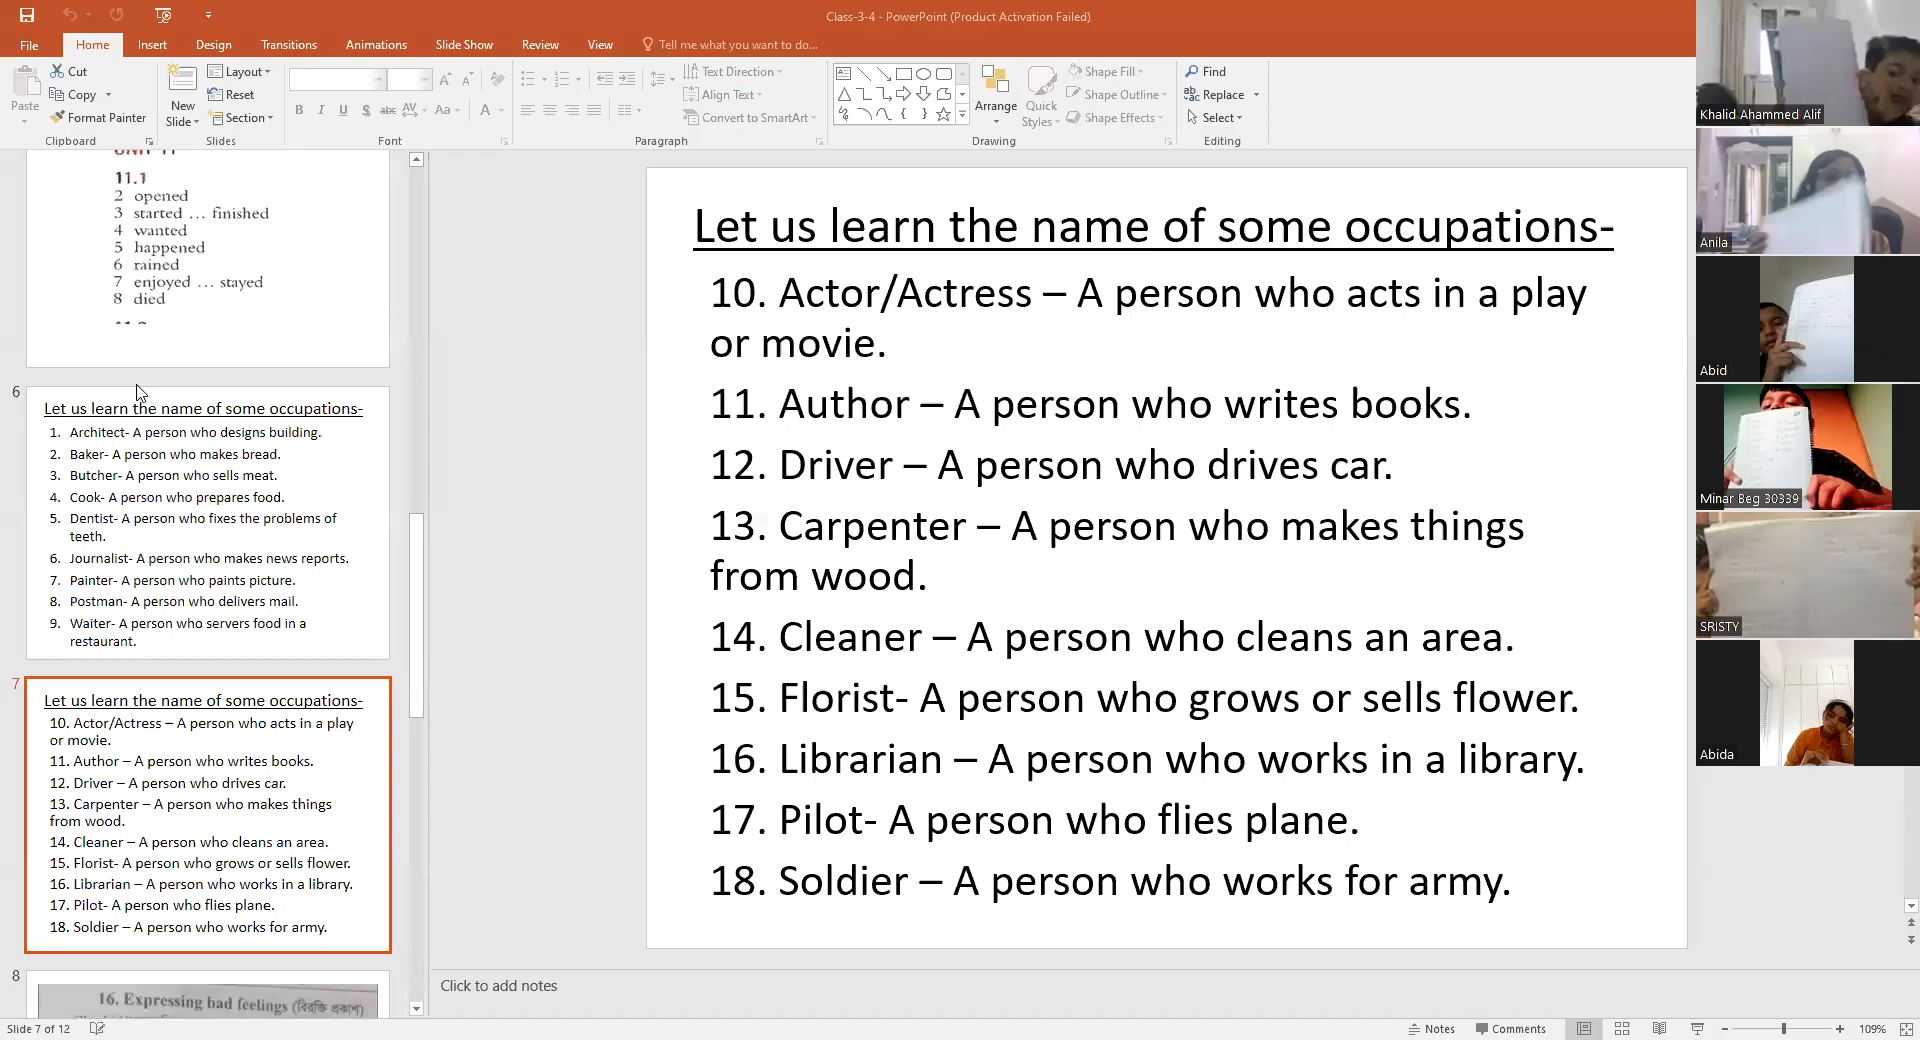 Class-3-4 - PowerPoint (Product Activation Failed)
File Home Insert Design Transitions Animations Slide Show Review View Tell me what you want to do...
Paste
Cut
Copy
Format Painter
Clipboard
New Slide
Layout
Reset
Section
Slides
Font
Text Direction
Align Text
Convert to SmartArt
Paragraph
Arrange
Quick Styles
Shape Fill
Shape Outline
Shape Effects
Drawing
Find
Replace
Select
Editing
11.1
2 opened
3 started ... finished
4 wanted
5 happened
6 rained
7 enjoyed ... stayed
8 died
6
Let us learn the name of some occupations-
1. Architect- A person who designs building.
2. Baker- A person who makes bread.
3. Butcher- A person who sells meat.
4. Cook- A person who prepares food.
5. Dentist- A person who fixes the problems of
teeth.
6. Journalist- A person who makes news reports.
7. Painter- A person who paints picture.
8. Postman- A person who delivers mail.
9. Waiter- A person who servers food in a
restaurant.
7
Let us learn the name of some occupations-
10. Actor/Actress – A person who acts in a play
or movie.
11. Author – A person who writes books.
12. Driver – A person who drives car.
13. Carpenter – A person who makes things
from wood.
14. Cleaner – A person who cleans an area.
15. Florist- A person who grows or sells flower.
16. Librarian – A person who works in a library.
17. Pilot- A person who flies plane.
18. Soldier – A person who works for army.
8
16. Expressing bad feelings (বিরক্তি প্রকাশ)
Let us learn the name of some occupations-
10. Actor/Actress – A person who acts in a play
or movie.
11. Author – A person who writes books.
12. Driver – A person who drives car.
13. Carpenter – A person who makes things
from wood.
14. Cleaner – A person who cleans an area.
15. Florist- A person who grows or sells flower.
16. Librarian – A person who works in a library.
17. Pilot- A person who flies plane.
18. Soldier – A person who works for army.
Click to add notes
Slide 7 of 12
Notes
Comments
109%
Khalid Ahammed Alif
Anila
Abid
Minar Beg 30339
SRISTY
Abida